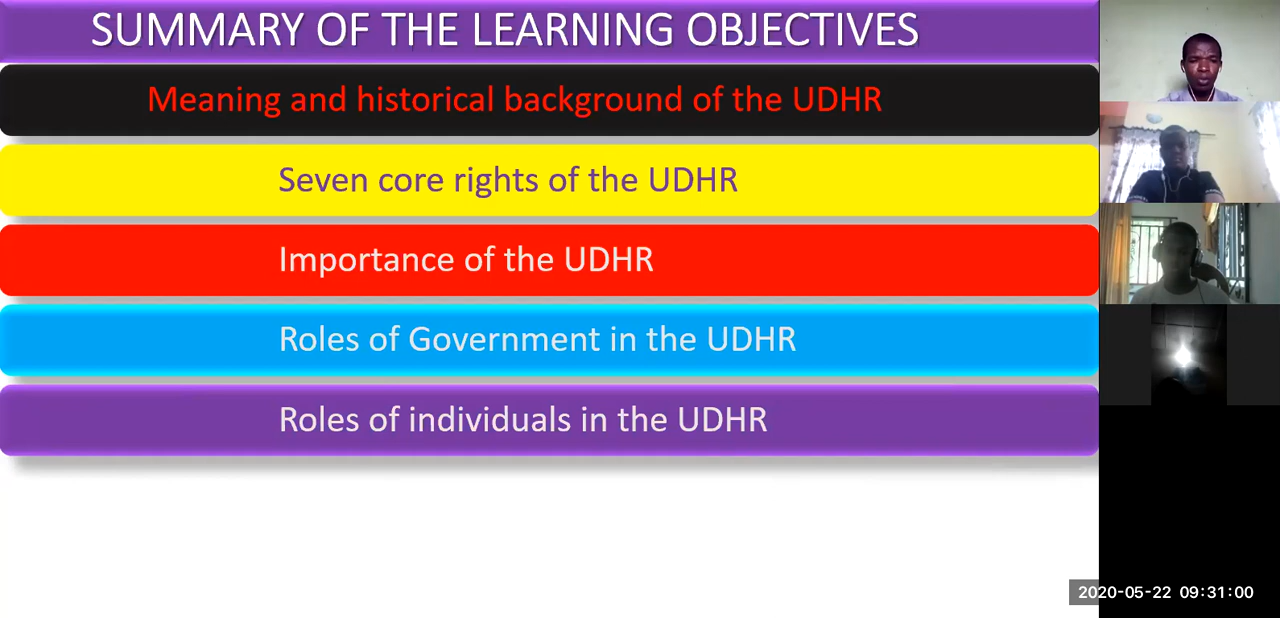 SUMMARY OF THE LEARNING OBJECTIVES
Meaning and historical background of the UDHR
Seven core rights of the UDHR
Importance of the UDHR
Roles of Government in the UDHR
Roles of individuals in the UDHR
2020-05-22 09:31:00